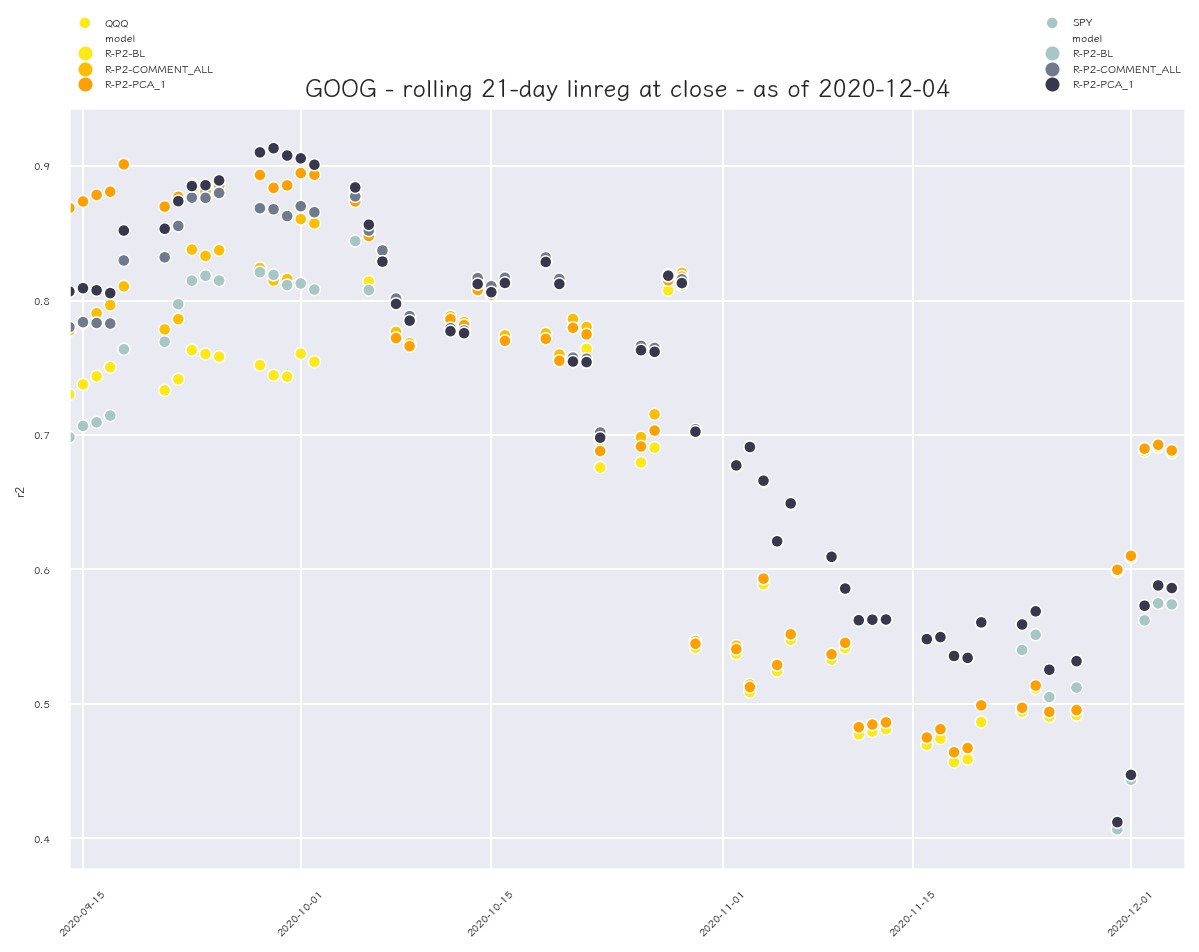 QQQ
model
R-P2-BL
R-P2-COMMENT_ALL
R-P2-PCA_1
SPY
model
R-P2-BL
R-P2-COMMENT_ALL
R-P2-PCA_1
GOOG - rolling 21-day linreg at close - as of 2020-12-04
0.9
0.8
0.7
0.6
0.5
0.4
r2
2020-09-15
2020-10-01
2020-10-15
2020-11-01
2020-11-15
2020-12-01